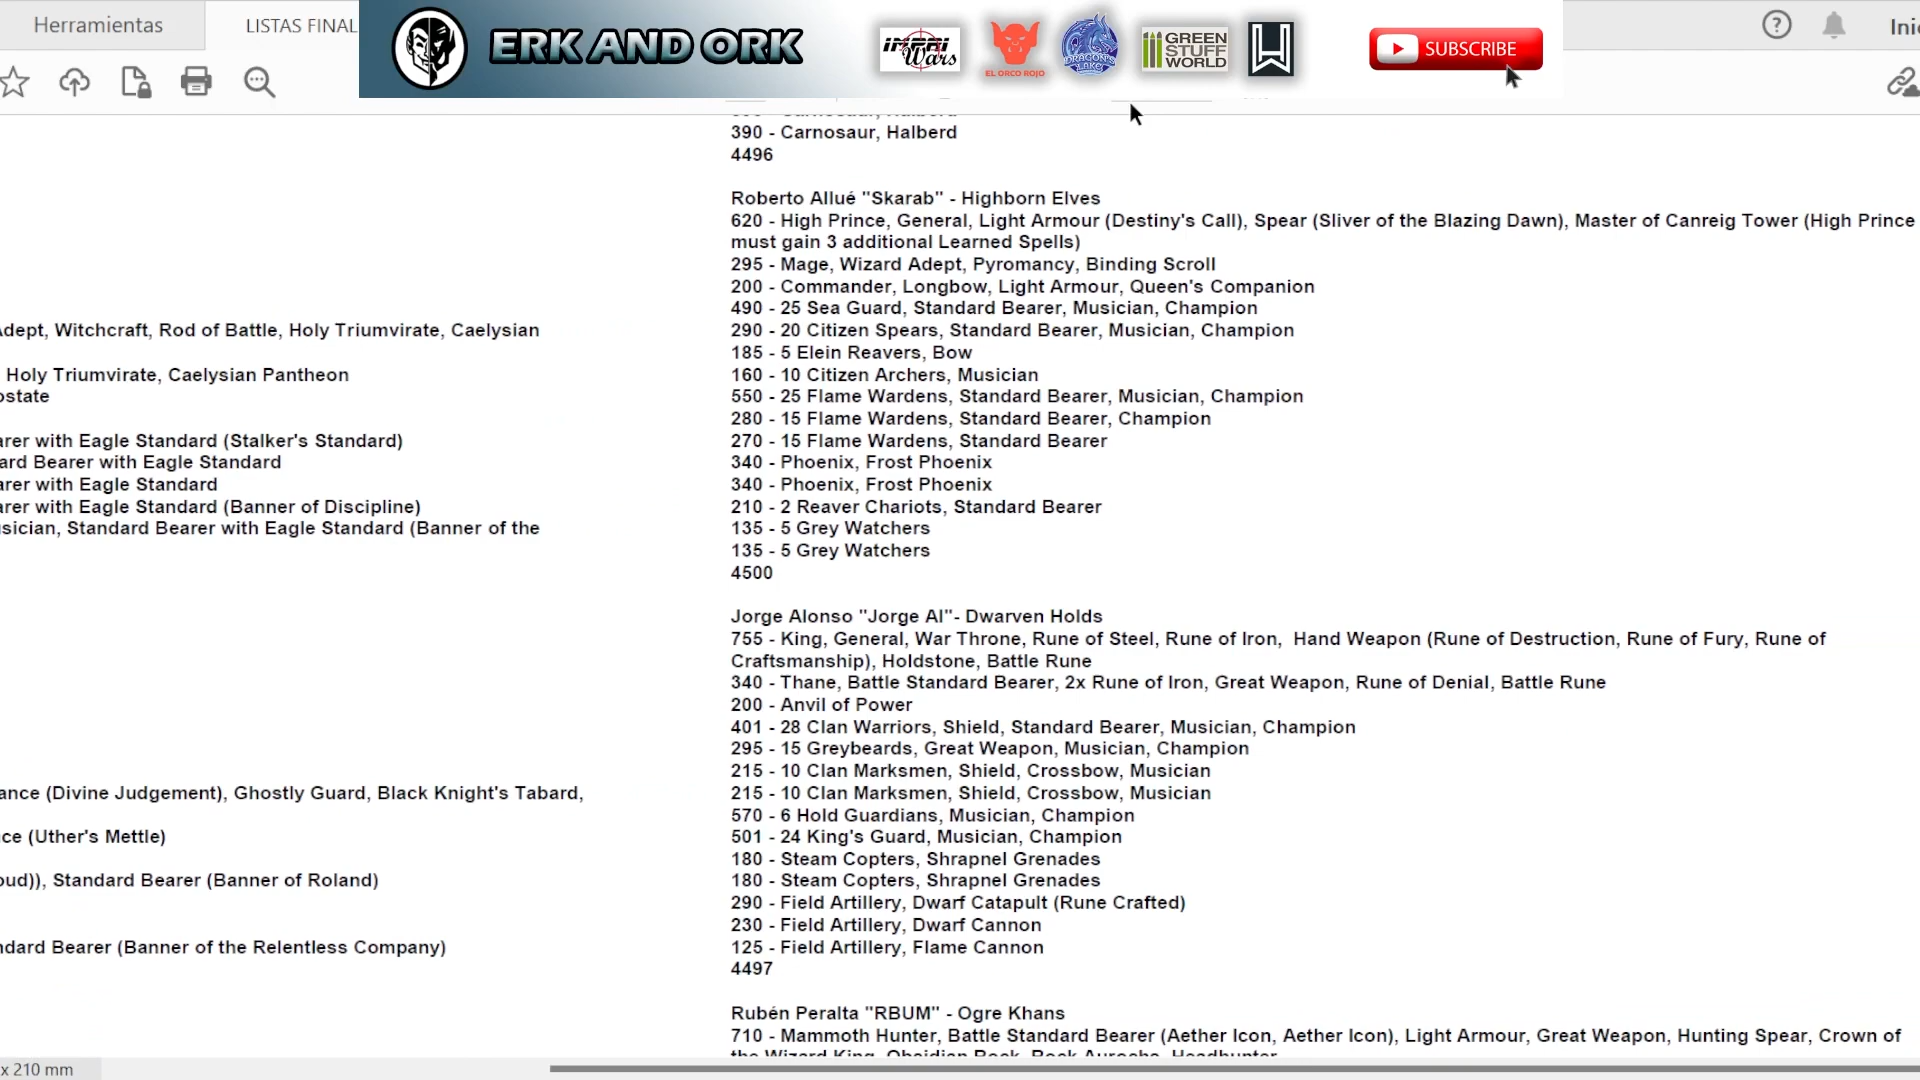 Herramientas
LISTAS FINAL
ERK AND ORK
IMPRI Wars
EL ORCO ROJO
DRAGON'S LAKE
GREEN STUFF WORLD
SUBSCRIBE
?
Inic
390 - Carnosaur, Halberd
4496
Roberto Allué "Skarab" - Highborn Elves
620 - High Prince, General, Light Armour (Destiny's Call), Spear (Sliver of the Blazing Dawn), Master of Canreig Tower (High Prince
must gain 3 additional Learned Spells)
295 - Mage, Wizard Adept, Pyromancy, Binding Scroll
200 - Commander, Longbow, Light Armour, Queen's Companion
490 - 25 Sea Guard, Standard Bearer, Musician, Champion
290 - 20 Citizen Spears, Standard Bearer, Musician, Champion
185 - 5 Elein Reavers, Bow
160 - 10 Citizen Archers, Musician
550 - 25 Flame Wardens, Standard Bearer, Musician, Champion
280 - 15 Flame Wardens, Standard Bearer, Champion
270 - 15 Flame Wardens, Standard Bearer
340 - Phoenix, Frost Phoenix
340 - Phoenix, Frost Phoenix
210 - 2 Reaver Chariots, Standard Bearer
135 - 5 Grey Watchers
135 - 5 Grey Watchers
4500
Jorge Alonso "Jorge Al"- Dwarven Holds
755 - King, General, War Throne, Rune of Steel, Rune of Iron, Hand Weapon (Rune of Destruction, Rune of Fury, Rune of
Craftsmanship), Holdstone, Battle Rune
340 - Thane, Battle Standard Bearer, 2x Rune of Iron, Great Weapon, Rune of Denial, Battle Rune
200 - Anvil of Power
401 - 28 Clan Warriors, Shield, Standard Bearer, Musician, Champion
295 - 15 Greybeards, Great Weapon, Musician, Champion
215 - 10 Clan Marksmen, Shield, Crossbow, Musician
215 - 10 Clan Marksmen, Shield, Crossbow, Musician
570 - 6 Hold Guardians, Musician, Champion
501 - 24 King's Guard, Musician, Champion
180 - Steam Copters, Shrapnel Grenades
180 - Steam Copters, Shrapnel Grenades
290 - Field Artillery, Dwarf Catapult (Rune Crafted)
230 - Field Artillery, Dwarf Cannon
125 - Field Artillery, Flame Cannon
4497
Rubén Peralta "RBUM" - Ogre Khans
710 - Mammoth Hunter, Battle Standard Bearer (Aether Icon, Aether Icon), Light Armour, Great Weapon, Hunting Spear, Crown of
Adept, Witchcraft, Rod of Battle, Holy Triumvirate, Caelysian
Holy Triumvirate, Caelysian Pantheon
ostate
arer with Eagle Standard (Stalker's Standard)
ard Bearer with Eagle Standard
arer with Eagle Standard
arer with Eagle Standard (Banner of Discipline)
usician, Standard Bearer with Eagle Standard (Banner of the
ance (Divine Judgement), Ghostly Guard, Black Knight's Tabard,
ce (Uther's Mettle)
oud)), Standard Bearer (Banner of Roland)
ndard Bearer (Banner of the Relentless Company)
x 210 mm